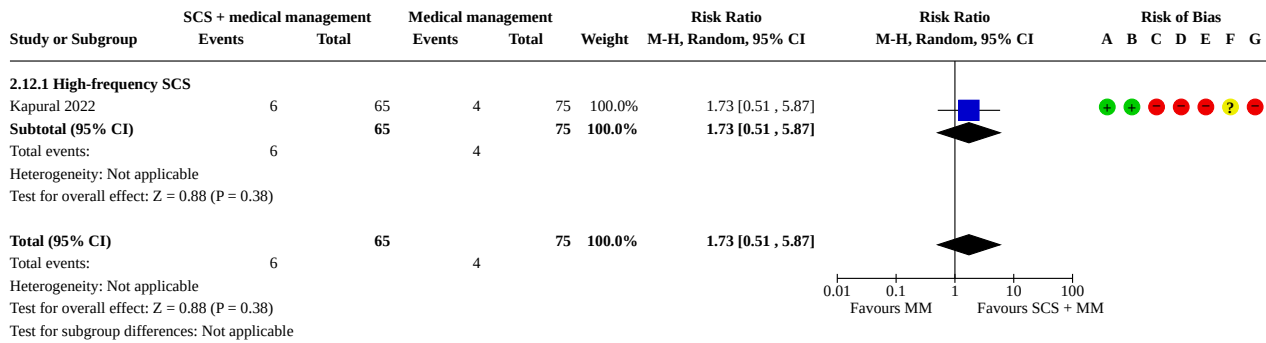 SCS + medical management Medical management Risk Ratio Risk Ratio Risk of Bias
Study or Subgroup Events Total Events Total Weight M-H, Random, 95% CI M-H, Random, 95% CI A B C D E F G
2.12.1 High-frequency SCS
Kapural 2022 6 65 4 75 100.0% 1.73 [0.51 , 5.87] + + − − − ? −
Subtotal (95% CI) 65 75 100.0% 1.73 [0.51 , 5.87]
Total events: 6 4
Heterogeneity: Not applicable
Test for overall effect: Z = 0.88 (P = 0.38)
Total (95% CI) 65 75 100.0% 1.73 [0.51 , 5.87]
Total events: 6 4
Heterogeneity: Not applicable
0.01 0.1 1 10 100
Test for overall effect: Z = 0.88 (P = 0.38) Favours MM Favours SCS + MM
Test for subgroup differences: Not applicable